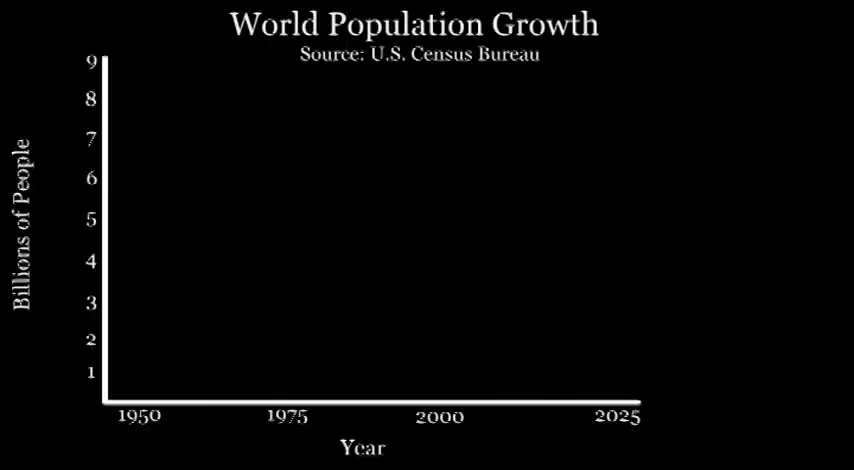 World Population Growth
Source: U.S. Census Bureau
9
8
7
6
5
4
3
2
1
Billions of People
1950 1975 2000 2025
Year